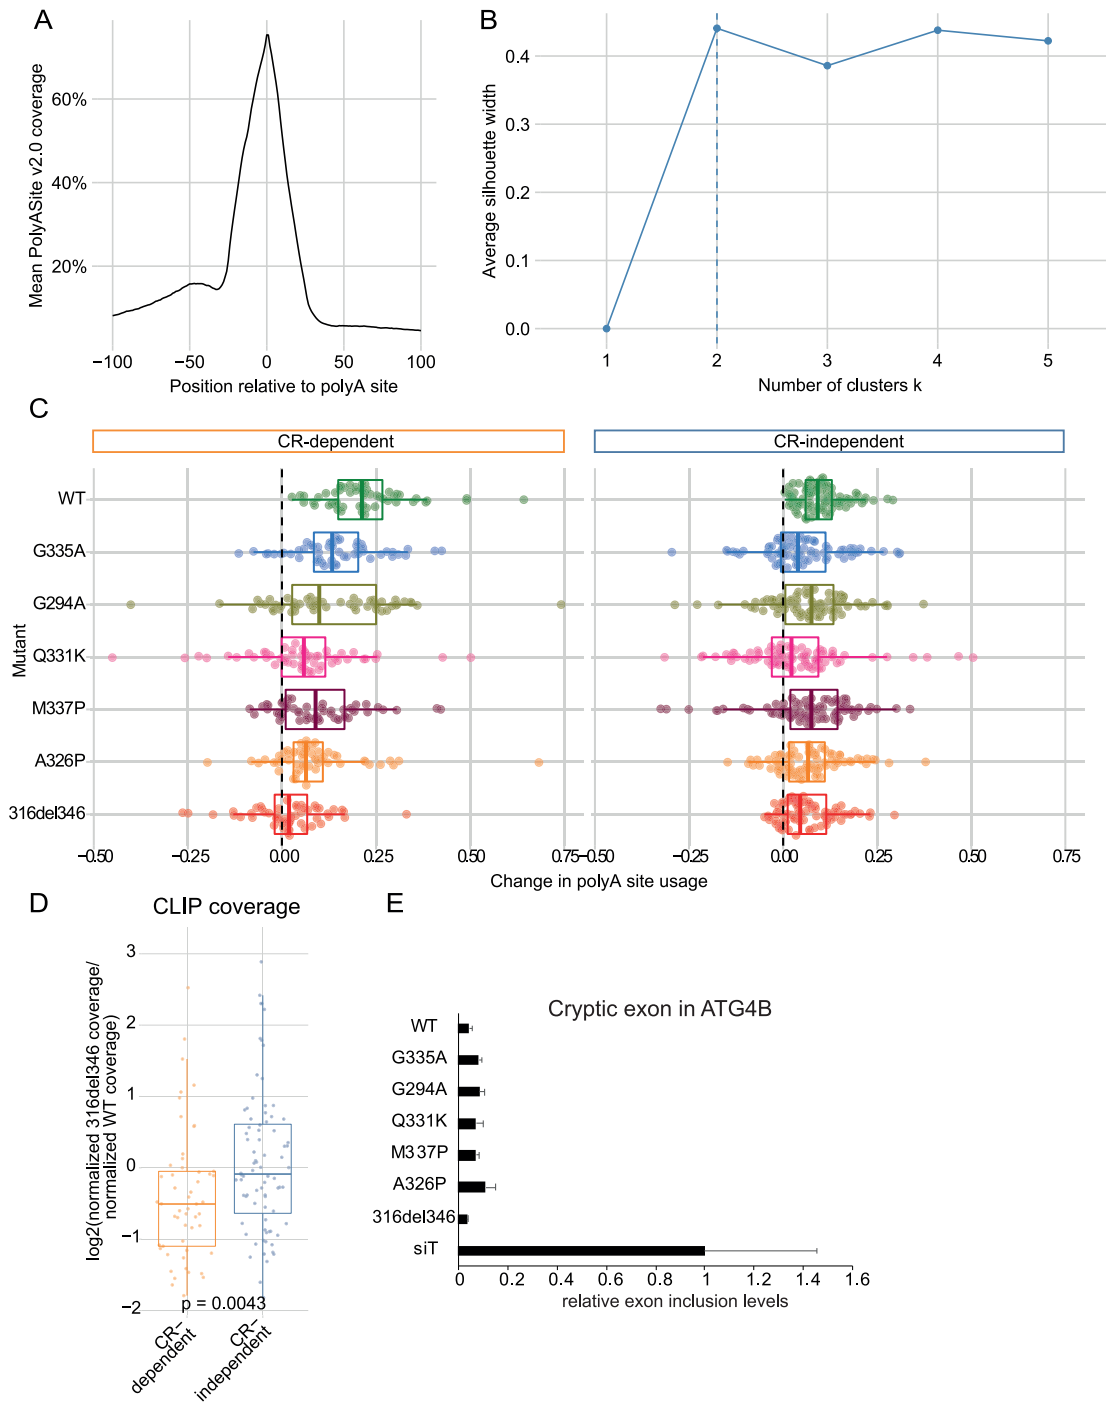 A
Mean PolyASite v2.0 coverage
60%
40%
20%
−100
−50
0
50
100
Position relative to polyA site
B
Average silhouette width
0.4
0.3
0.2
0.1
0.0
1
2
3
4
5
Number of clusters k
C
CR-dependent
CR-independent
Mutant
WT
G335A
G294A
Q331K
M337P
A326P
316del346
−0.50
−0.25
0.00
0.25
0.50
0.75
−0.50
−0.25
0.00
0.25
0.50
0.75
Change in polyA site usage
D
CLIP coverage
log2(normalized 316del346 coverage/
normalized WT coverage)
3
2
1
0
−1
−2
p = 0.0043
CR−
dependent
CR−
independent
E
Cryptic exon in ATG4B
WT
G335A
G294A
Q331K
M337P
A326P
316del346
siT
0
0.2
0.4
0.6
0.8
1
1.2
1.4
1.6
relative exon inclusion levels